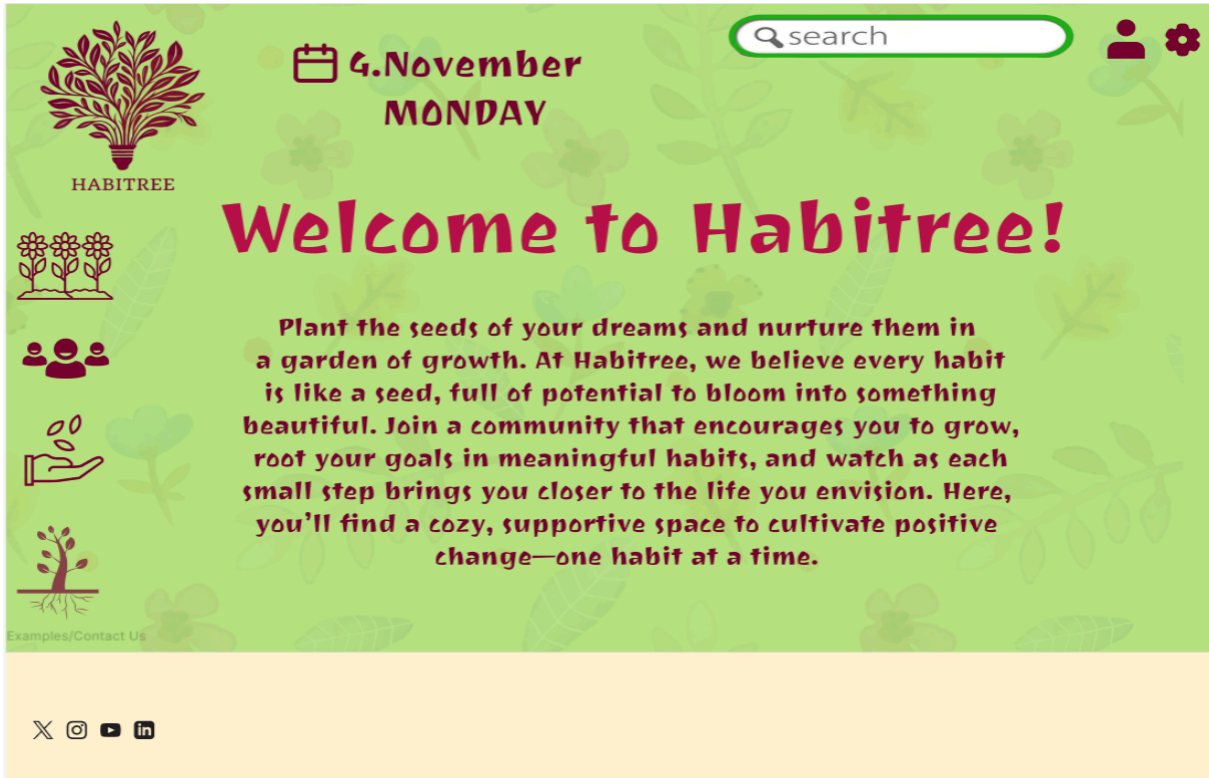 HABITREE
4.November
MONDAY
search
Welcome to Habitree!
Plant the seeds of your dreams and nurture them in
a garden of growth. At Habitree, we believe every habit
is like a seed, full of potential to bloom into something
beautiful. Join a community that encourages you to grow,
root your goals in meaningful habits, and watch as each
small step brings you closer to the life you envision. Here,
you’ll find a cozy, supportive space to cultivate positive
change—one habit at a time.
Examples/Contact Us